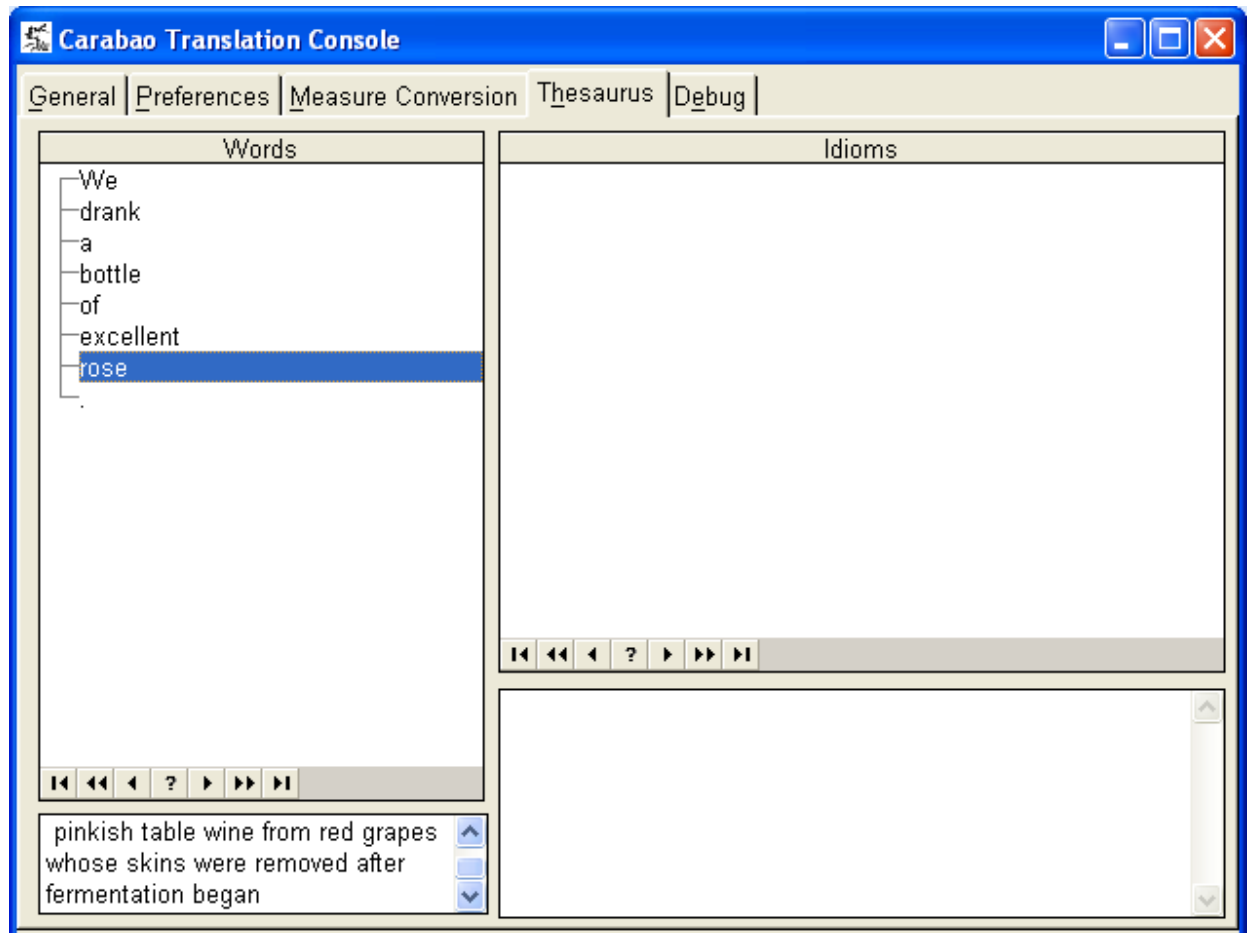 Carabao Translation Console
General Preferences Measure Conversion Thesaurus Debug
Words
We
drank
a
bottle
of
excellent
rose
.
?
pinkish table wine from red grapes
whose skins were removed after
fermentation began
Idioms
?